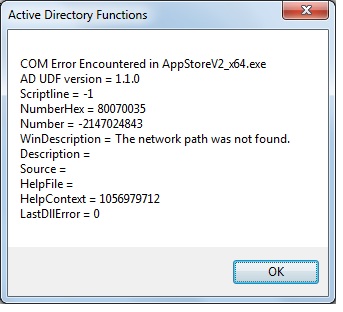 Active Directory Functions
COM Error Encountered in AppStoreV2_x64.exe
AD UDF version = 1.1.0
Scriptline = -1
NumberHex = 80070035
Number = -2147024843
WinDescription = The network path was not found.
Description =
Source =
HelpFile =
HelpContext = 1056979712
LastDllError = 0
OK